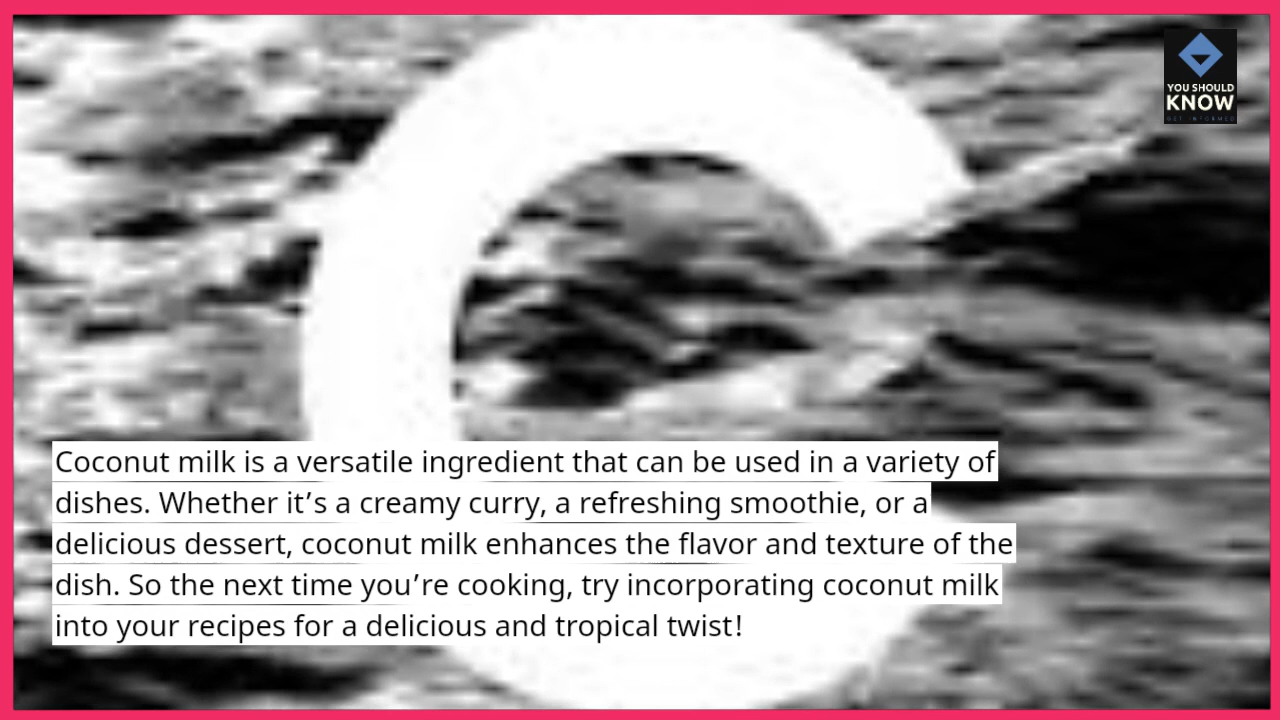 YOU SHOULD
KNOW
GET INFORMED
Coconut milk is a versatile ingredient that can be used in a variety of
dishes. Whether it’s a creamy curry, a refreshing smoothie, or a
delicious dessert, coconut milk enhances the flavor and texture of the
dish. So the next time you’re cooking, try incorporating coconut milk
into your recipes for a delicious and tropical twist!